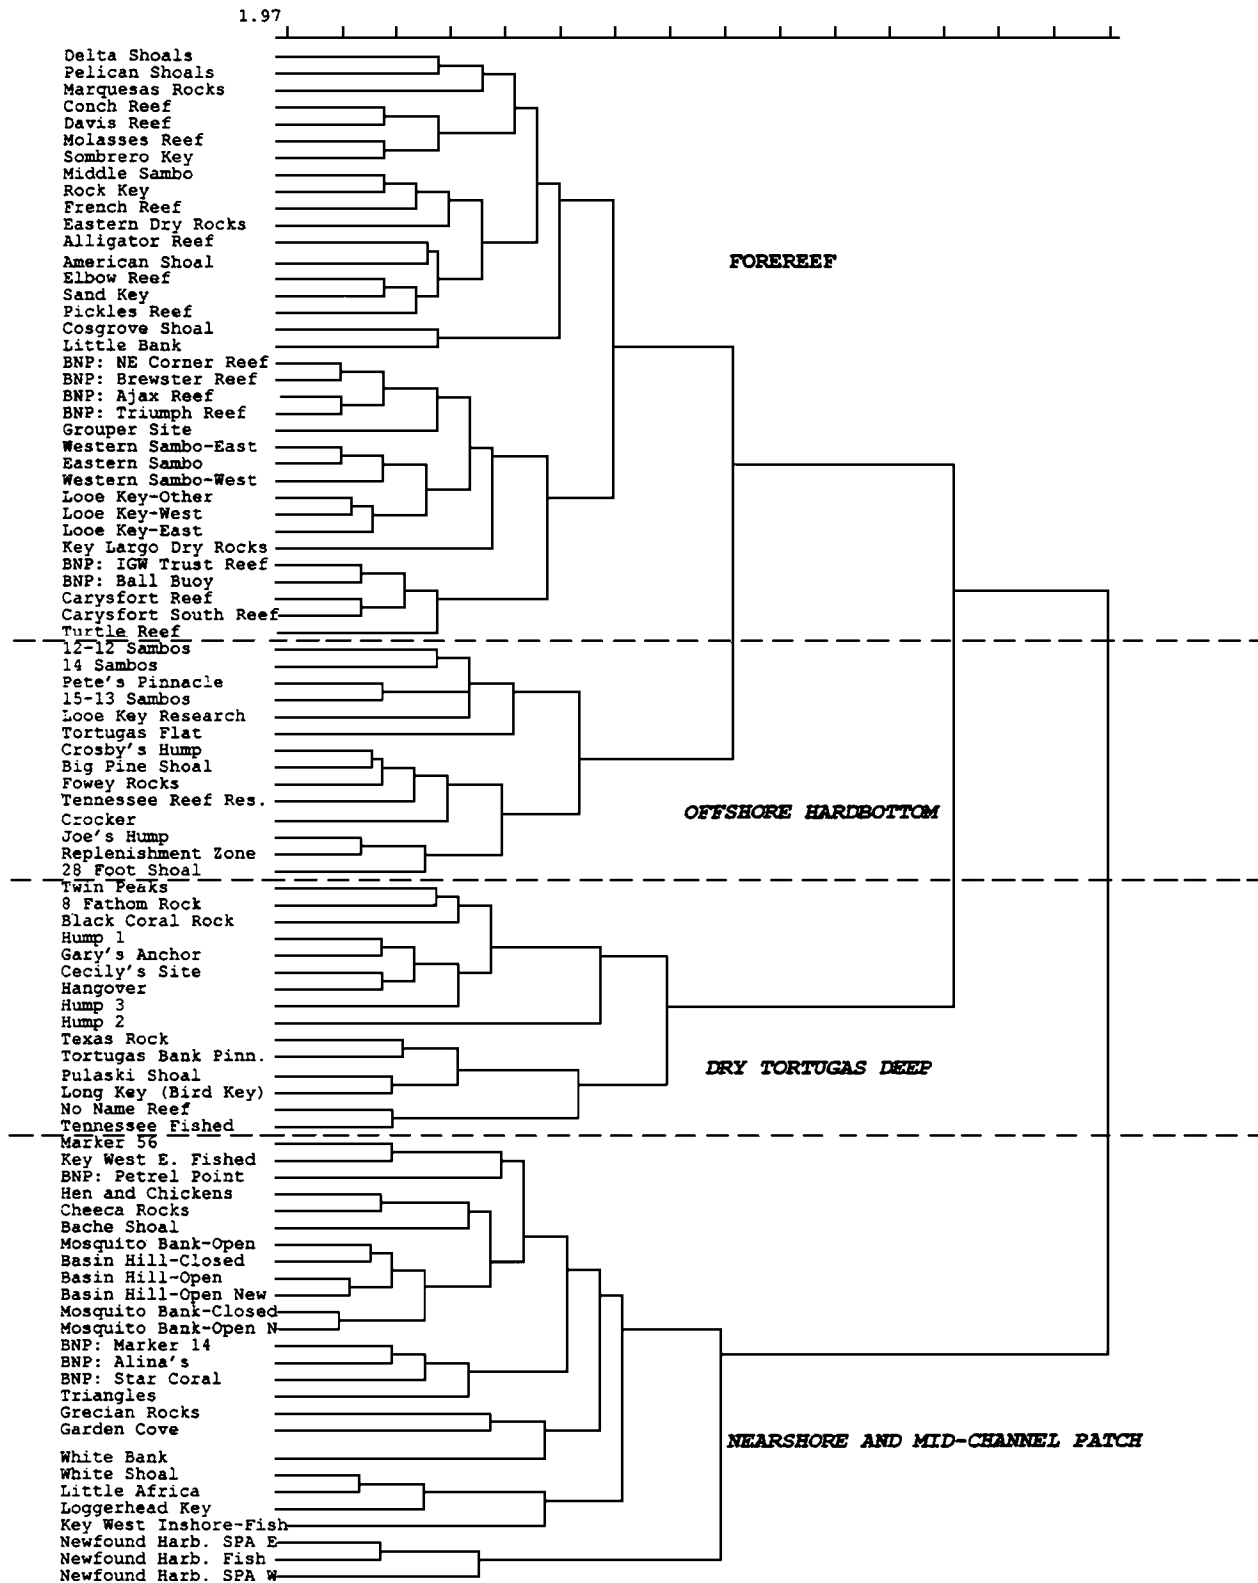 1.97
Delta Shoals
Pelican Shoals
Marquesas Rocks
Conch Reef
Davis Reef
Molasses Reef
Sombrero Key
Middle Sambo
Rock Key
French Reef
Eastern Dry Rocks
Alligator Reef
American Shoal
FOREREEF
Elbow Reef
Sand Key
Pickles Reef
Cosgrove Shoal
Little Bank
BNP: NE Corner Reef
BNP: Brewster Reef
BNP: Ajax Reef
BNP: Triumph Reef
Grouper Site
Western Sambo-East
Eastern Sambo
Western Sambo-West
Looe Key-Other
Looe Key-West
Looe Key-East
Key Largo Dry Rocks
BNP: IGW Trust Reef
BNP: Ball Buoy
Carysfort Reef
Carysfort South Reef
Turtle Reef
12-12 Sambos
14 Sambos
Pete's Pinnacle
15-13 Sambos
Looe Key Research
Tortugas Flat
Crosby's Hump
Big Pine Shoal
Fowey Rocks
Tennessee Reef Res.
OFFSHORE HARDBOTTOM
Crocker
Joe's Hump
Replenishment Zone
28 Foot Shoal
Twin Peaks
8 Fathom Rock
Black Coral Rock
Hump 1
Gary's Anchor
Cecily's Site
Hangover
Hump 3
Hump 2
Texas Rock
Tortugas Bank Pinn.
DRY TORTUGAS DEEP
Pulaski Shoal
Long Key (Bird Key)
No Name Reef
Tennessee Fished
Marker 56
Key West E. Fished
BNP: Petrel Point
Hen and Chickens
Cheeca Rocks
Bache Shoal
Mosquito Bank-Open
Basin Hill-Closed
Basin Hill-Open
Basin Hill-Open New
Mosquito Bank-Closed
Mosquito Bank-Open N
BNP: Marker 14
BNP: Alina's
BNP: Star Coral
Triangles
Grecian Rocks
Garden Cove
NEARSHORE AND MID-CHANNEL PATCH
White Bank
White Shoal
Little Africa
Loggerhead Key
Key West Inshore-Fish
Newfound Harb. SPA E
Newfound Harb. Fish
Newfound Harb. SPA W